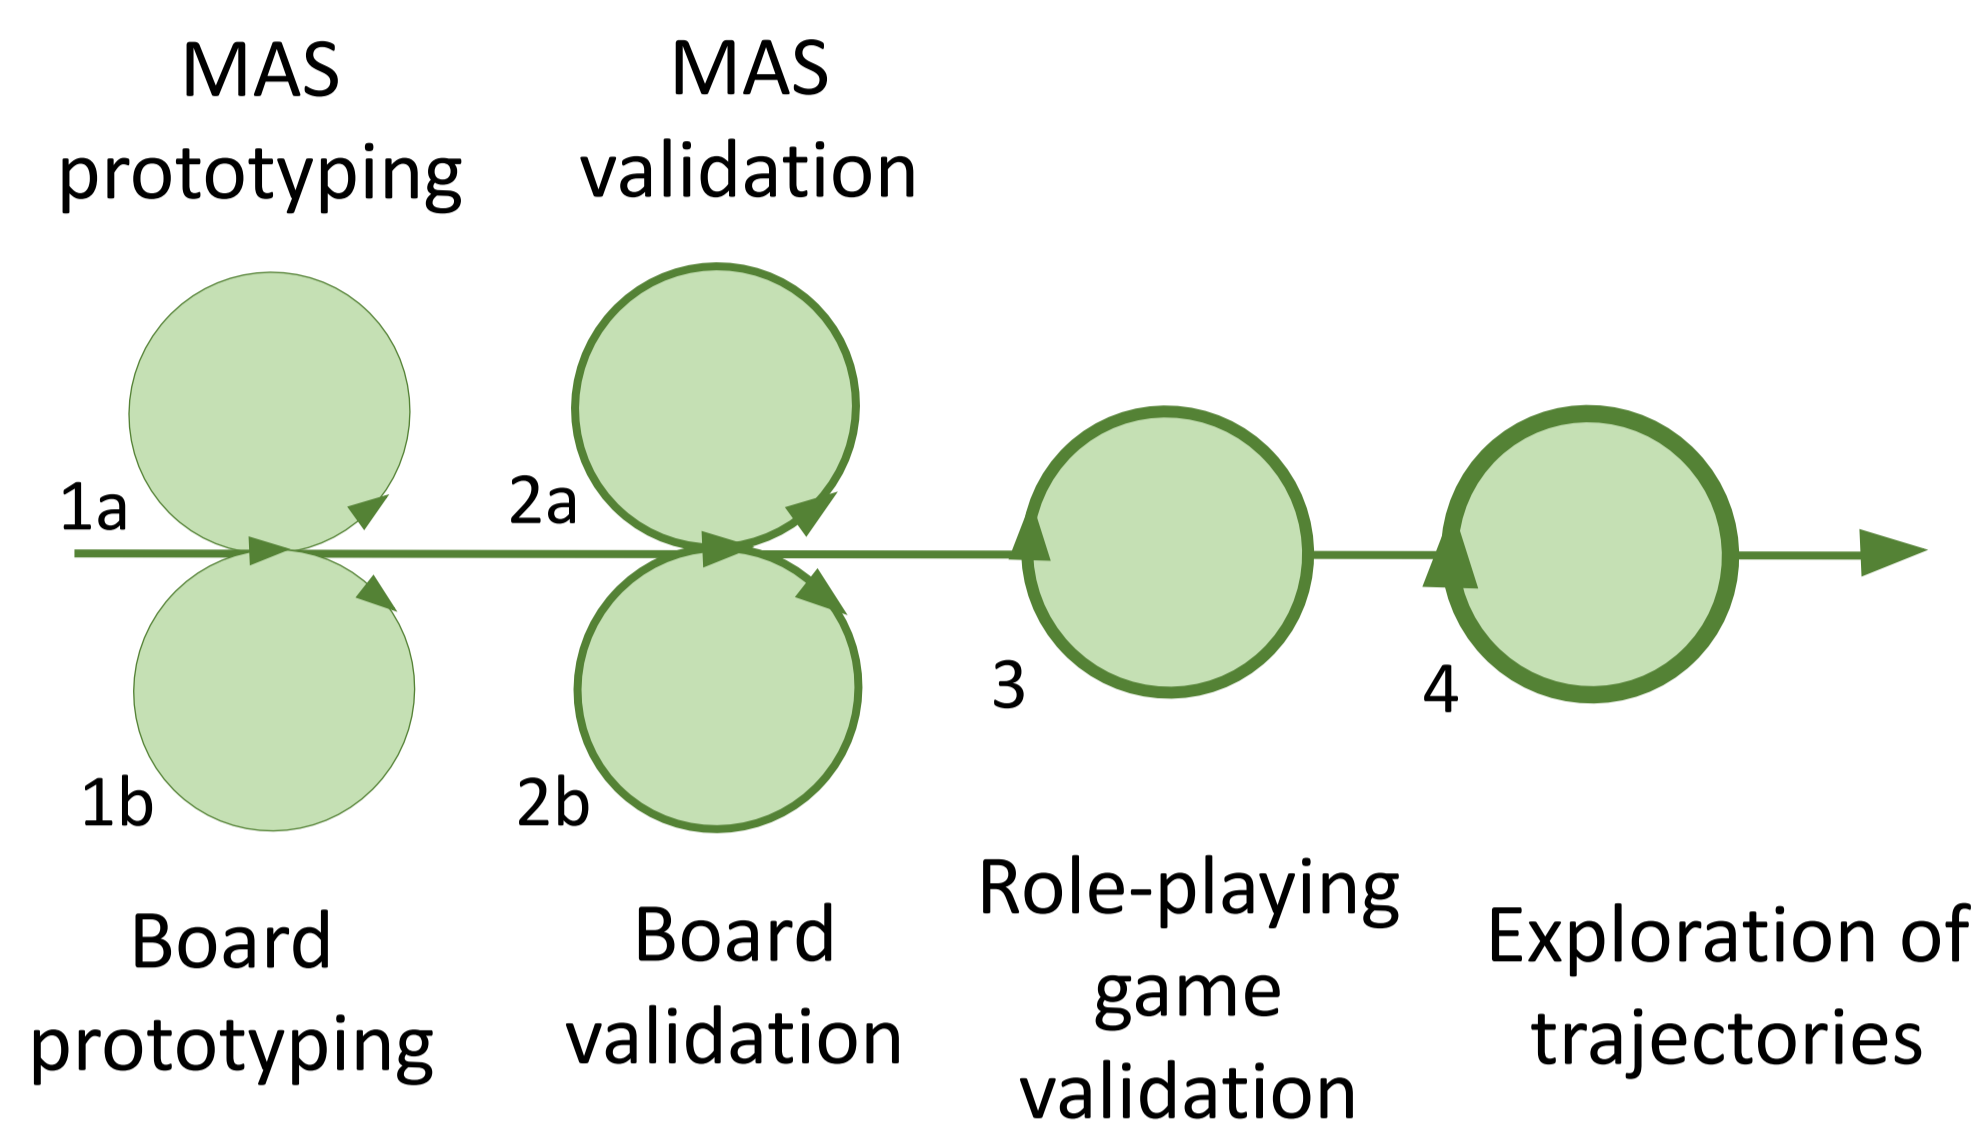 MAS
prototyping
MAS
validation
1a
2a
1b
2b
3
4
Board
prototyping
Board
validation
Role-playing
game
validation
Exploration of
trajectories